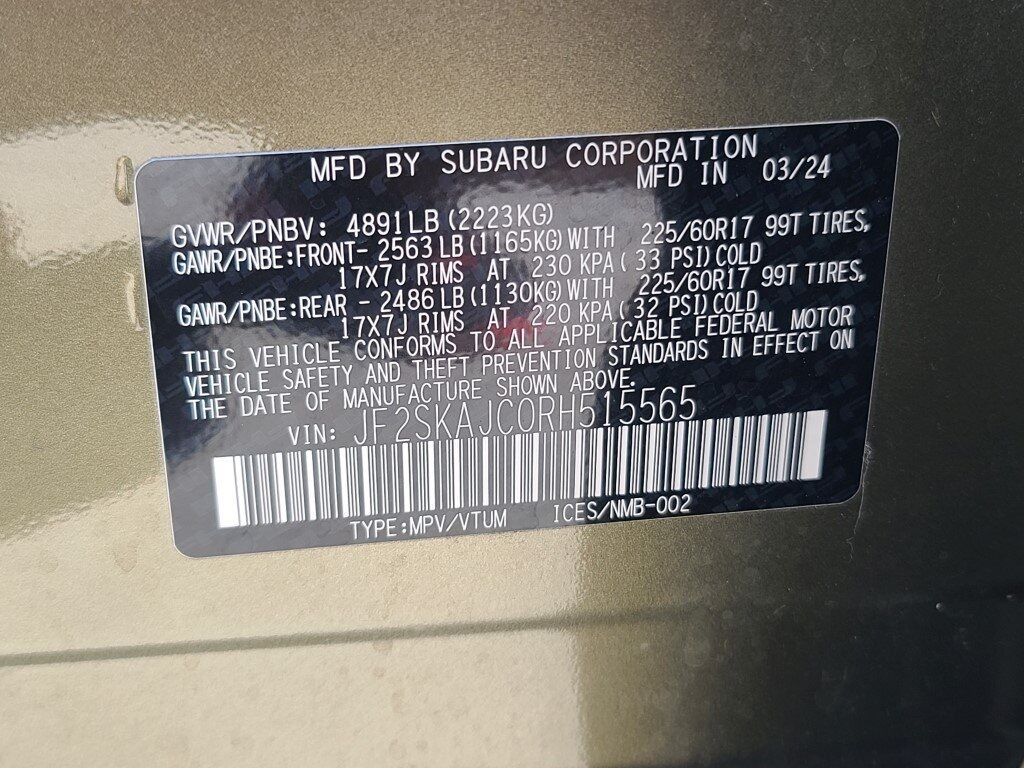 MFD BY SUBARU CORPORATION
MFD IN 03/24
GVWR/PNBV: 4891LB (2223KG)
GAWR/PNBE:FRONT- 2563LB (1165KG) WITH 225/60R17 99T TIRES,
17X7J RIMS AT 230 KPA ( 33 PSI) COLD
GAWR/PNBE:REAR - 2486LB (1130KG) WITH 225/60R17 99T TIRES,
17X7J RIMS AT 220 KPA ( 32 PSI) COLD
THIS VEHICLE CONFORMS TO ALL APPLICABLE FEDERAL MOTOR
VEHICLE SAFETY AND THEFT PREVENTION STANDARDS IN EFFECT ON
THE DATE OF MANUFACTURE SHOWN ABOVE.
VIN: JF2SKAJC0RH515565
TYPE:MPV/VTUM ICES/NMB-002